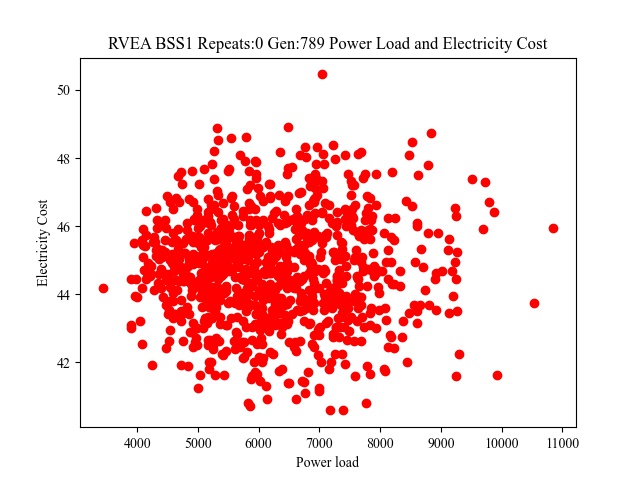 RVEA BSS1 Repeats:0 Gen:789 Power Load and Electricity Cost
50
48
46
44
42
Electricity Cost
4000 5000 6000 7000 8000 9000 10000 11000
Power load